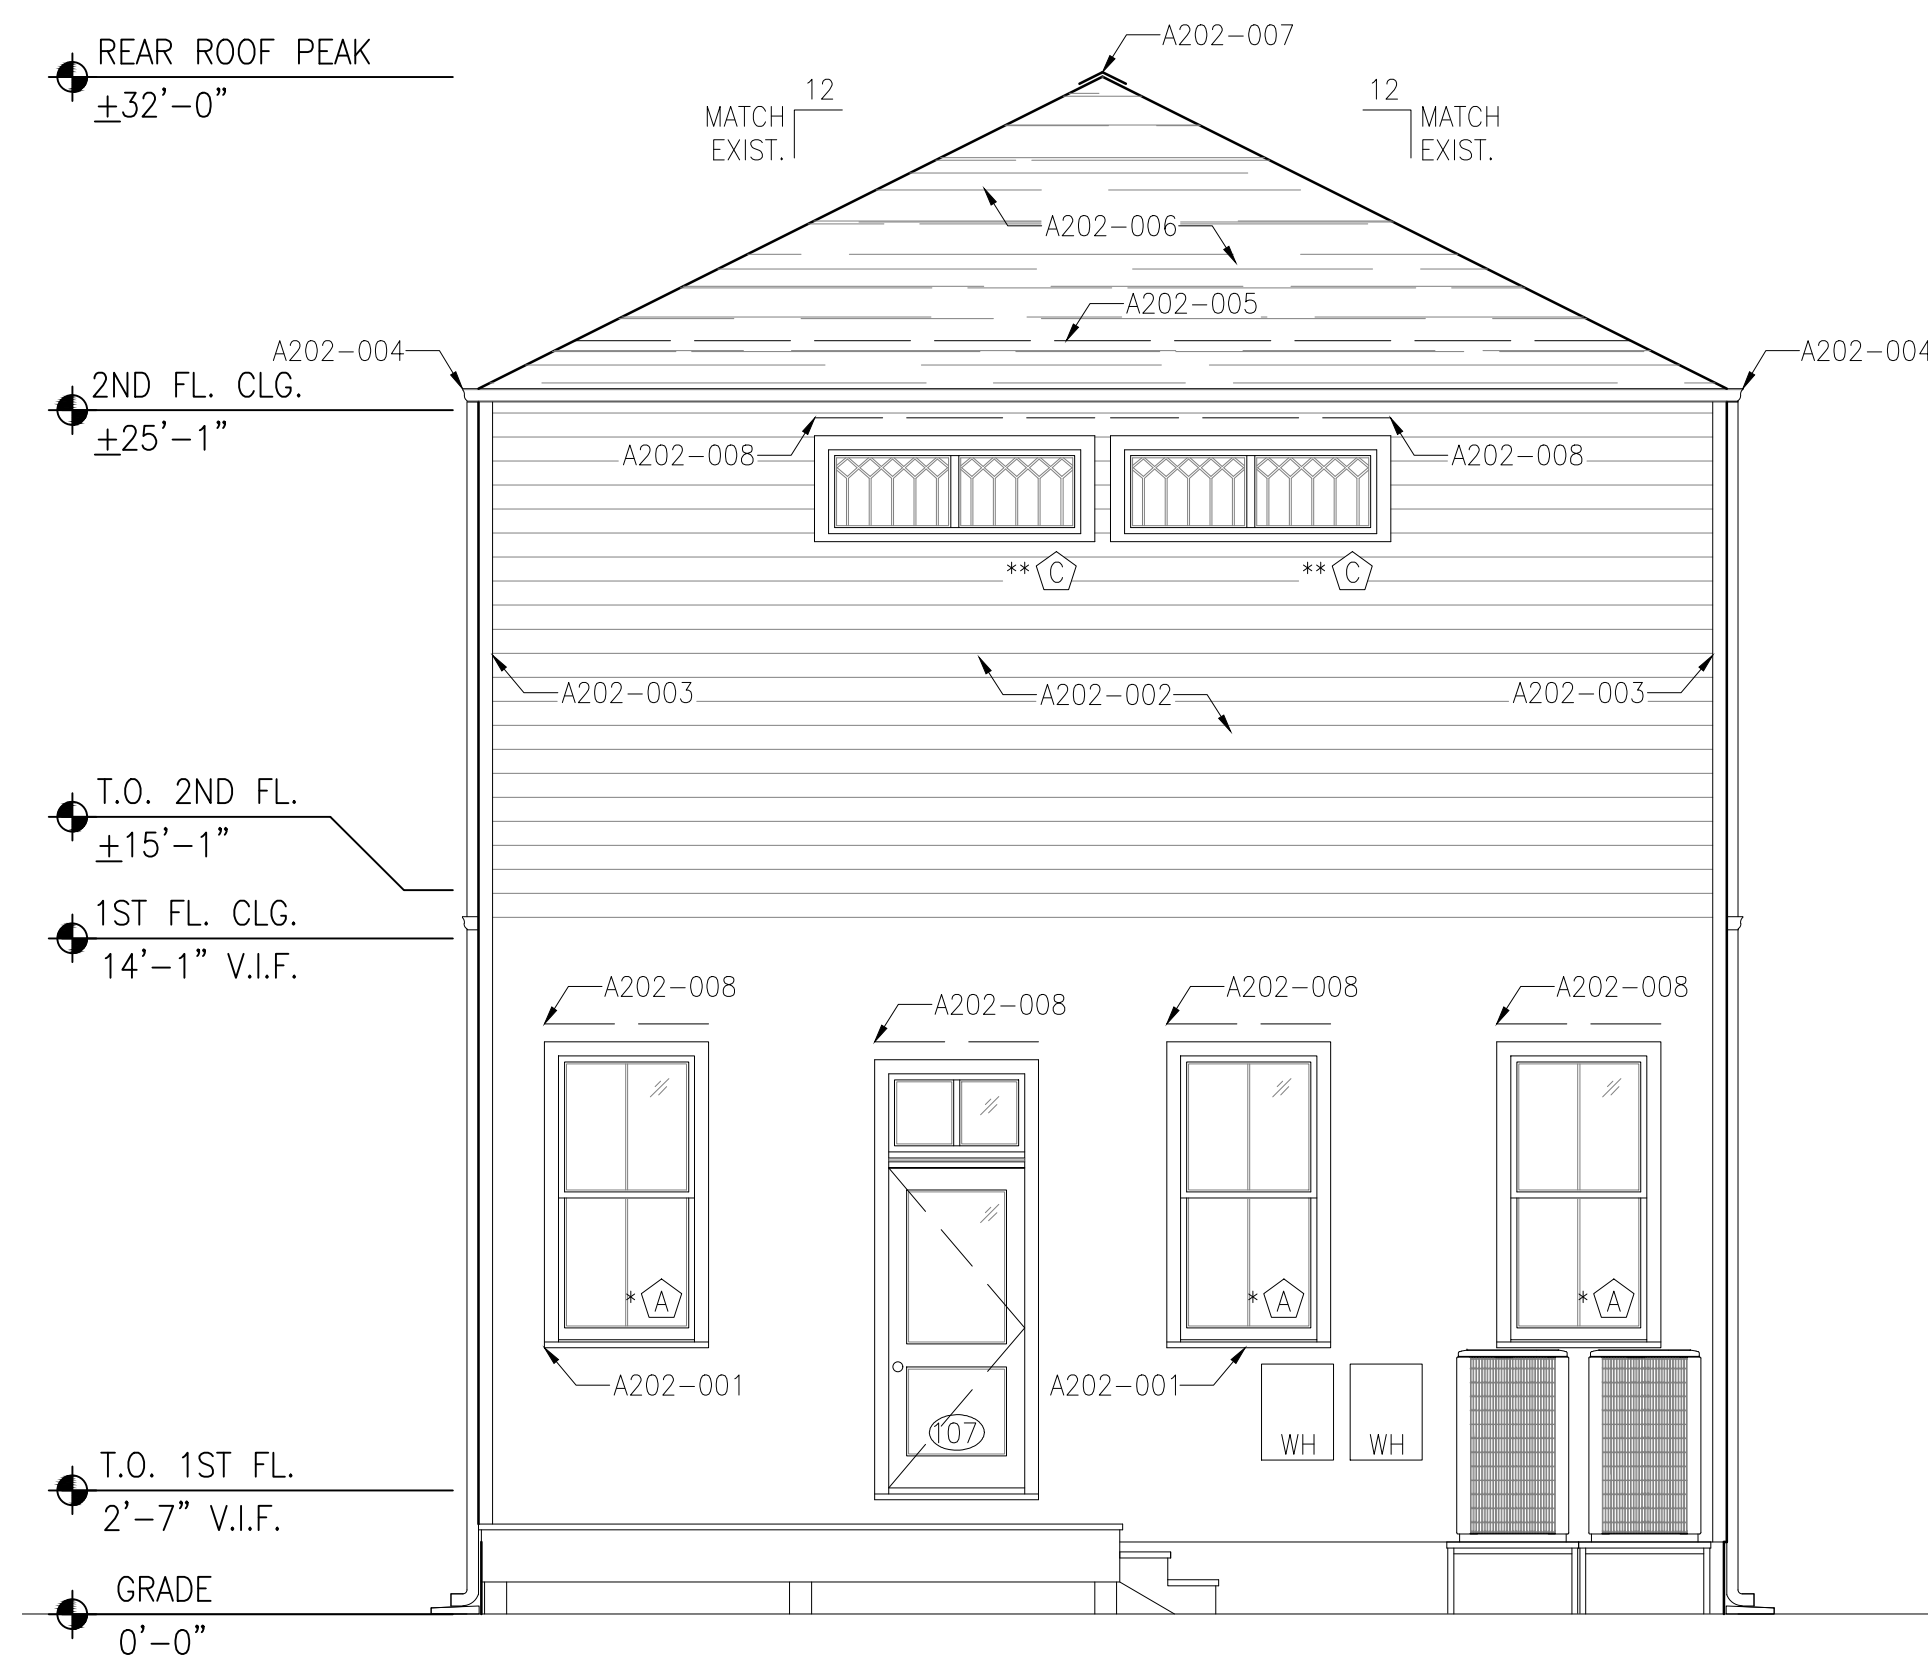 REAR ROOF PEAK
±32'-0"
A202-007
12
MATCH
EXIST.
12
MATCH
EXIST.
A202-006
A202-005
A202-004
A202-004
2ND FL. CLG.
±25'-1"
A202-008
A202-008
** C
** C
A202-003
A202-002
A202-003
T.O. 2ND FL.
±15'-1"
1ST FL. CLG.
14'-1" V.I.F.
A202-008
A202-008
A202-008
A202-008
* A
* A
* A
A202-001
A202-001
107
WH
WH
T.O. 1ST FL.
2'-7" V.I.F.
GRADE
0'-0"